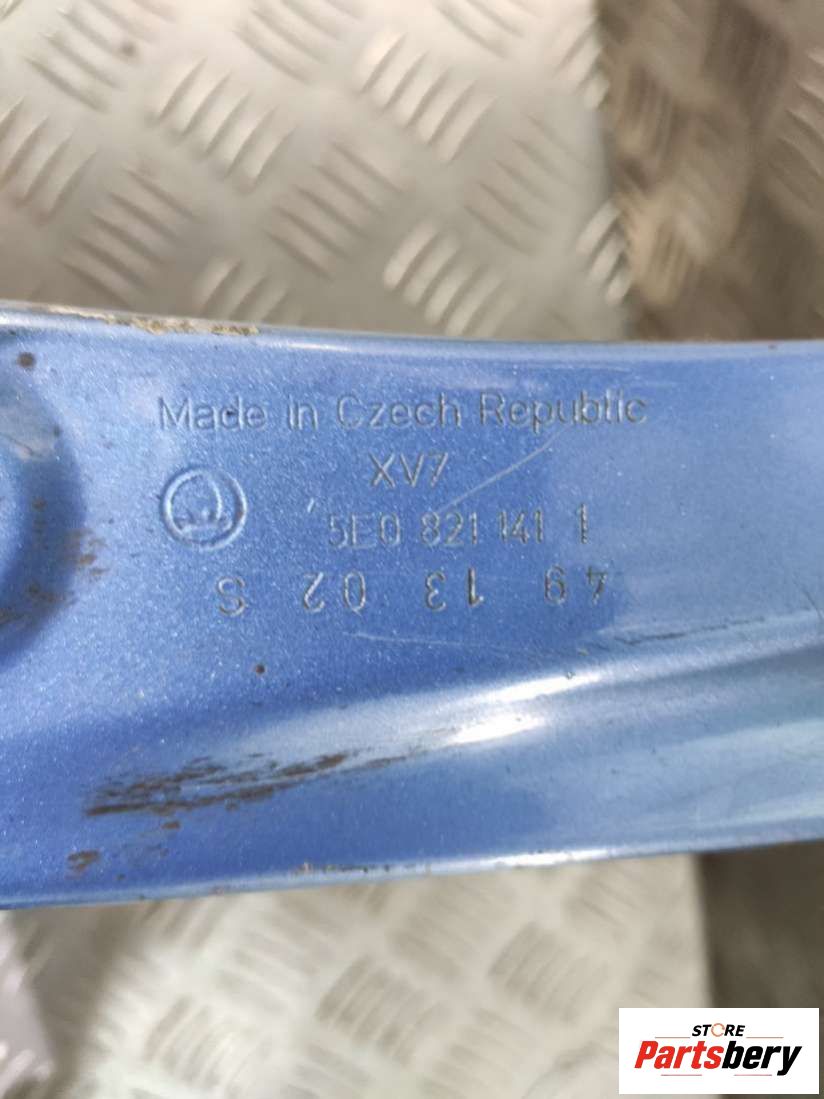 Made in Czech Republic
XV7
5E0 821 141 1
49 13 02 S
STORE
Partsbery